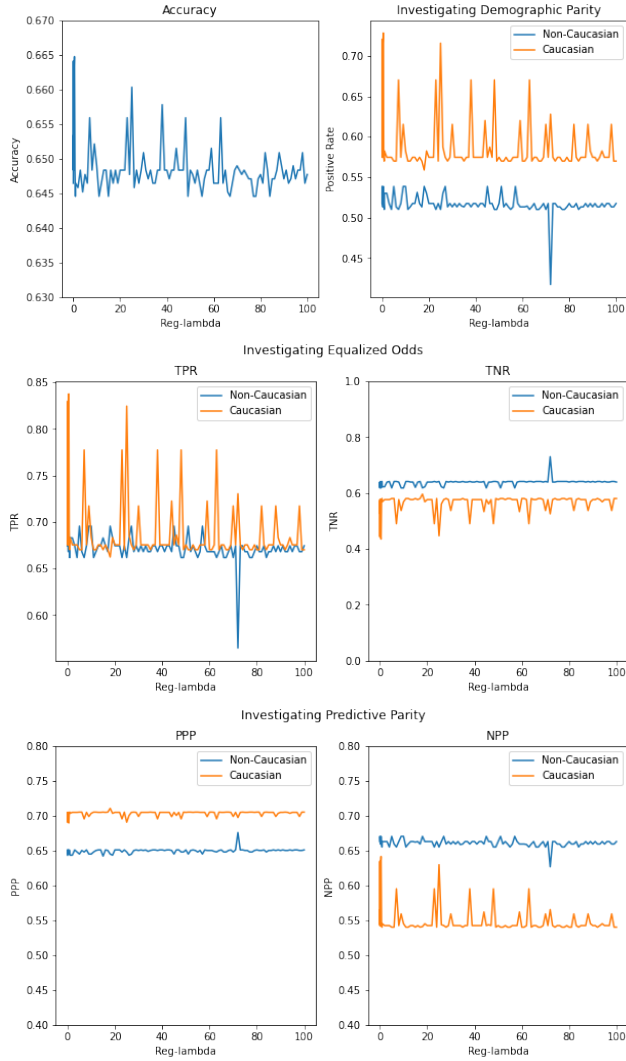 Accuracy
0.670
0.665
0.660
0.655
0.650
0.645
0.640
0.635
0.630
Accuracy
0 20 40 60 80 100
Reg-lambda
Investigating Demographic Parity
Non-Caucasian
Caucasian
0.70
0.65
0.60
0.55
0.50
0.45
Positive Rate
0 20 40 60 80 100
Reg-lambda
Investigating Equalized Odds
TPR
Non-Caucasian
Caucasian
0.85
0.80
0.75
0.70
0.65
0.60
TPR
0 20 40 60 80 100
Reg-lambda
TNR
Non-Caucasian
Caucasian
1.0
0.8
0.6
0.4
0.2
0.0
TNR
0 20 40 60 80 100
Reg-lambda
Investigating Predictive Parity
PPP
Non-Caucasian
Caucasian
0.80
0.75
0.70
0.65
0.60
0.55
0.50
0.45
0.40
PPP
0 20 40 60 80 100
Reg-lambda
NPP
Non-Caucasian
Caucasian
0.80
0.75
0.70
0.65
0.60
0.55
0.50
0.45
0.40
NPP
0 20 40 60 80 100
Reg-lambda